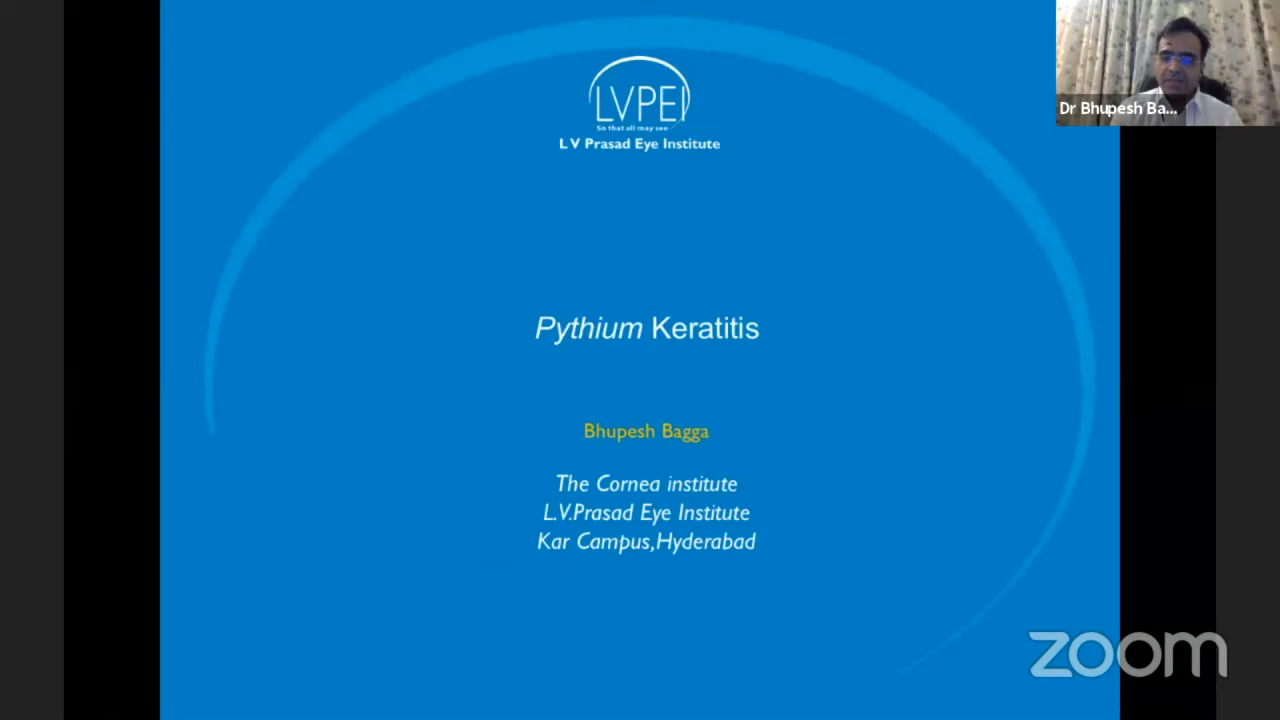 LVPEI
So that all may see
L V Prasad Eye Institute
Dr Bhupesh Ba...
Pythium Keratitis
Bhupesh Bagga
The Cornea institute
L.V.Prasad Eye Institute
Kar Campus,Hyderabad
zoom